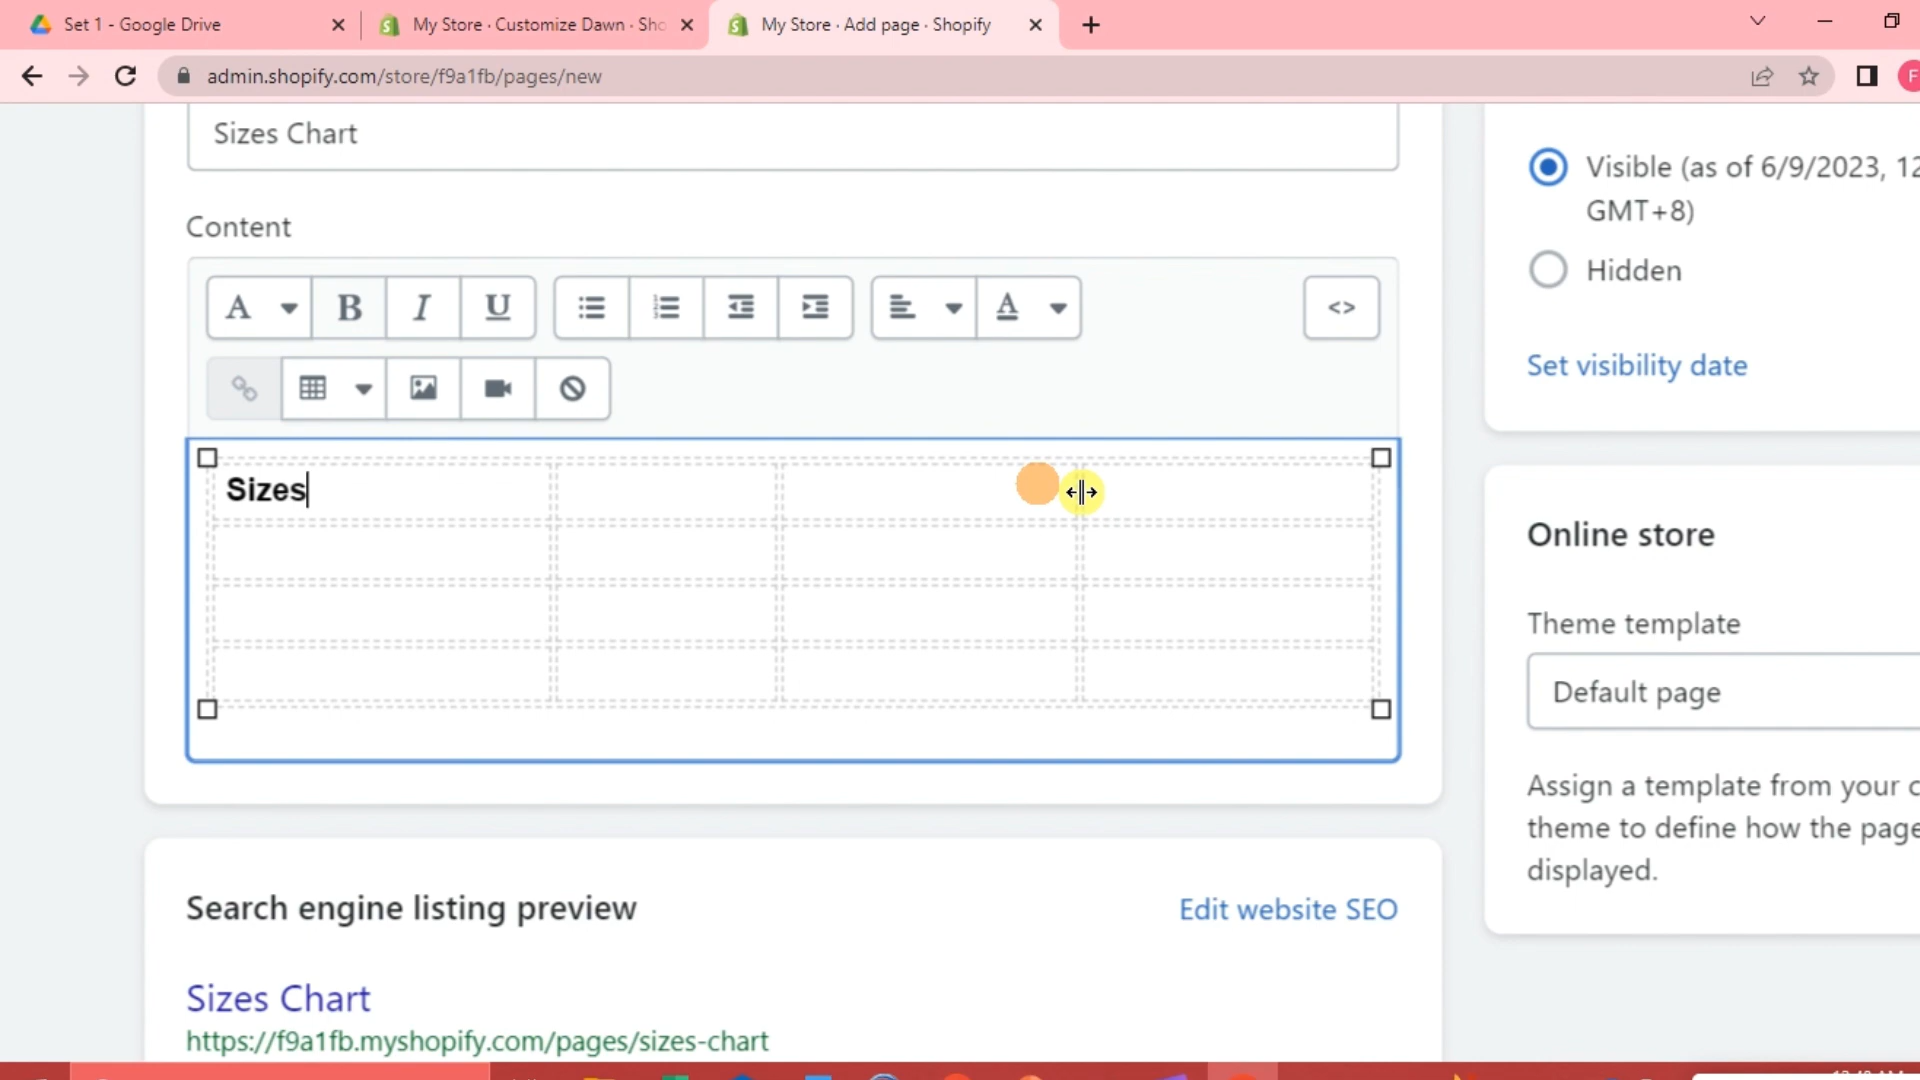 Set 1 - Google Drive
My Store · Customize Dawn · Sho
My Store · Add page · Shopify
admin.shopify.com/store/f9a1fb/pages/new
F
Sizes Chart
Content
A
B
I
U
A
<>
Sizes
Search engine listing preview
Edit website SEO
Sizes Chart
https://f9a1fb.myshopify.com/pages/sizes-chart
Visible (as of 6/9/2023, 12
GMT+8)
Hidden
Set visibility date
Online store
Theme template
Default page
Assign a template from your c
theme to define how the page
displayed.